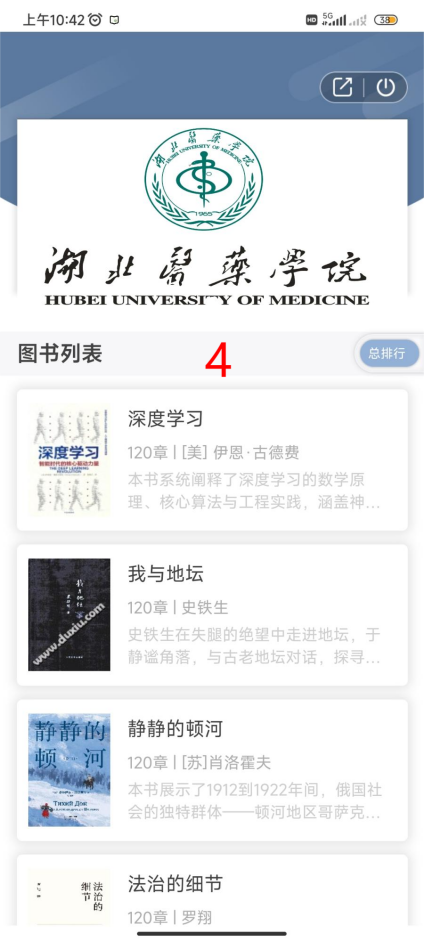 上午10:42
HD 5G 38
湖北醫藥學院
HUBEI UNIVERSITY OF MEDICINE
1965
湖北醫藥學院
HUBEI UNIVERSITY OF MEDICINE
图书列表
4
总排行
深度学习
智能时代的核心驱动力量
THE DEEP LEARNING
REVOLUTION
深度学习
120章 | [美] 伊恩·古德费
本书系统阐释了深度学习的数学原
理、核心算法与工程实践，涵盖神...
我与地坛
www.duxiu.com
我与地坛
120章 | 史铁生
史铁生在失腿的绝望中走进地坛，于
静谧角落，与古老地坛对话，探寻...
静静的
顿河
Тихий Дон
静静的顿河
120章 | [苏]肖洛霍夫
本书展示了1912到1922年间，俄国社
会的独特群体——顿河地区哥萨克...
法治的
细节
法治的细节
120章 | 罗翔